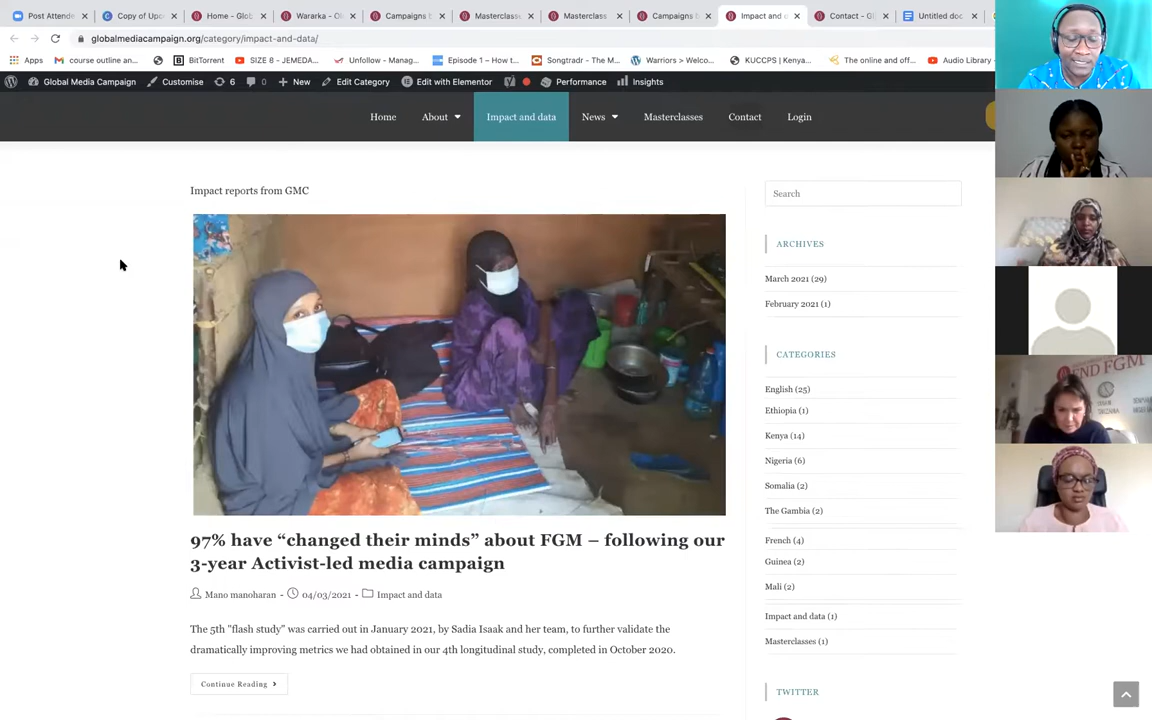 Post Attende
Copy of Upco
Home - Glob
Wararka - Gl
Campaigns b
Masterclasse
Masterclass
Campaigns b
Impact and d
Contact - Gl
Untitled doc
globalmediacampaign.org/category/impact-and-data/
Apps
course outline an...
BitTorrent
SIZE 8 - JEMEDA...
Unfollow - Manag...
Episode 1 – How t...
Songtradr - The M...
Warriors > Welco...
KUCCPS | Kenya...
The online and off...
Audio Library -
Global Media Campaign
Customise
6
0
New
Edit Category
Edit with Elementor
Performance
Insights
Home
About
Impact and data
News
Masterclasses
Contact
Login
Impact reports from GMC
97% have “changed their minds” about FGM – following our
3-year Activist-led media campaign
Mano manoharan - 04/03/2021 - Impact and data
The 5th "flash study" was carried out in January 2021, by Sadia Isaak and her team, to further validate the
dramatically improving metrics we had obtained in our 4th longitudinal study, completed in October 2020.
Continue Reading
Search
ARCHIVES
March 2021 (29)
February 2021 (1)
CATEGORIES
English (25)
Ethiopia (1)
Kenya (14)
Nigeria (6)
Somalia (2)
The Gambia (2)
French (4)
Guinea (2)
Mali (2)
Impact and data (1)
Masterclasses (1)
TWITTER
END FGM